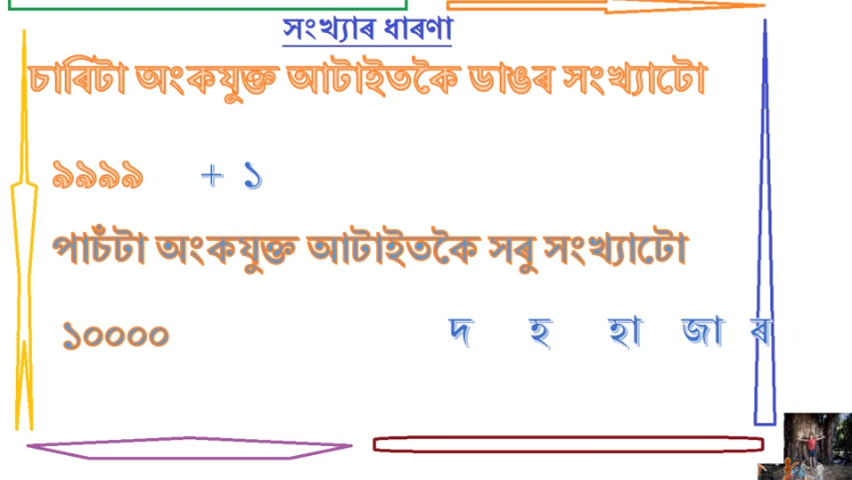 সংখ্যাৰ ধাৰণা
চাৰিটা অংকযুক্ত আটাইতকৈ ডাঙৰ সংখ্যাটো
৯৯৯৯ + ১
পাচঁটা অংকযুক্ত আটাইতকৈ সৰু সংখ্যাটো
১০০০০ দ হ হা জা ৰ